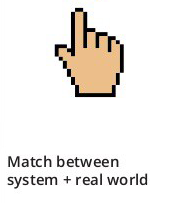 Match between
system + real world